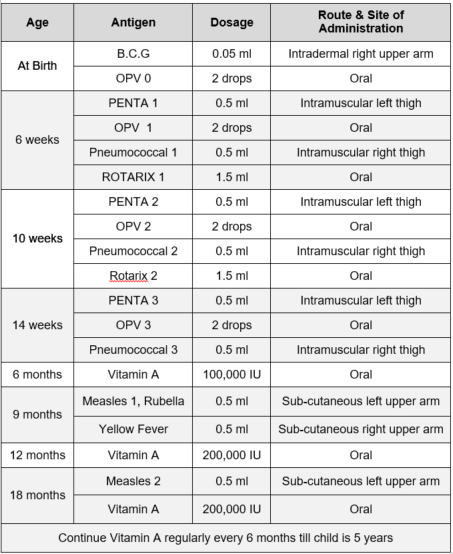 Age Antigen Dosage Route & Site of
Administration
At Birth B.C.G 0.05 ml Intradermal right upper arm
OPV 0 2 drops Oral
6 weeks PENTA 1 0.5 ml Intramuscular left thigh
OPV 1 2 drops Oral
Pneumococcal 1 0.5 ml Intramuscular right thigh
ROTARIX 1 1.5 ml Oral
10 weeks PENTA 2 0.5 ml Intramuscular left thigh
OPV 2 2 drops Oral
Pneumococcal 2 0.5 ml Intramuscular right thigh
Rotarix 2 1.5 ml Oral
14 weeks PENTA 3 0.5 ml Intramuscular left thigh
OPV 3 2 drops Oral
Pneumococcal 3 0.5 ml Intramuscular right thigh
6 months Vitamin A 100,000 IU Oral
9 months Measles 1, Rubella 0.5 ml Sub-cutaneous left upper arm
Yellow Fever 0.5 ml Sub-cutaneous right upper arm
12 months Vitamin A 200,000 IU Oral
18 months Measles 2 0.5 ml Sub-cutaneous left upper arm
Vitamin A 200,000 IU Oral
Continue Vitamin A regularly every 6 months till child is 5 years